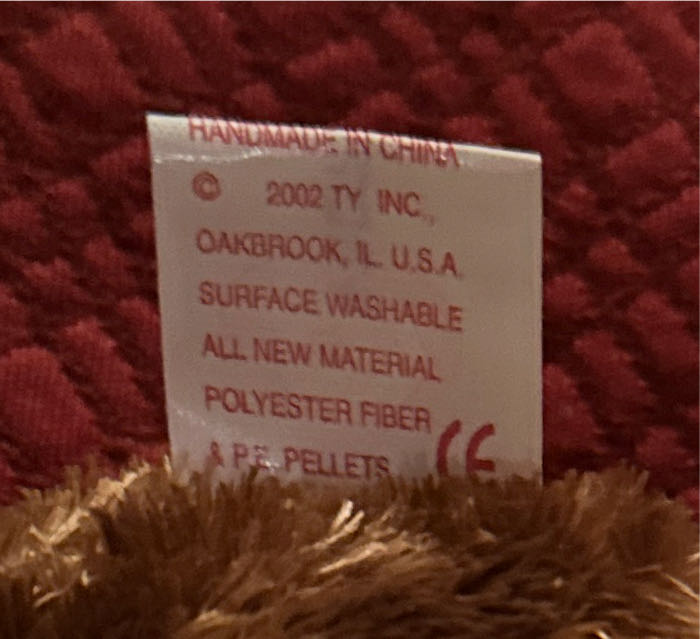 HANDMADE IN CHINA
© 2002 TY INC.,
OAKBROOK, IL. U.S.A.
SURFACE WASHABLE
ALL NEW MATERIAL
POLYESTER FIBER
& P.E. PELLETS CE